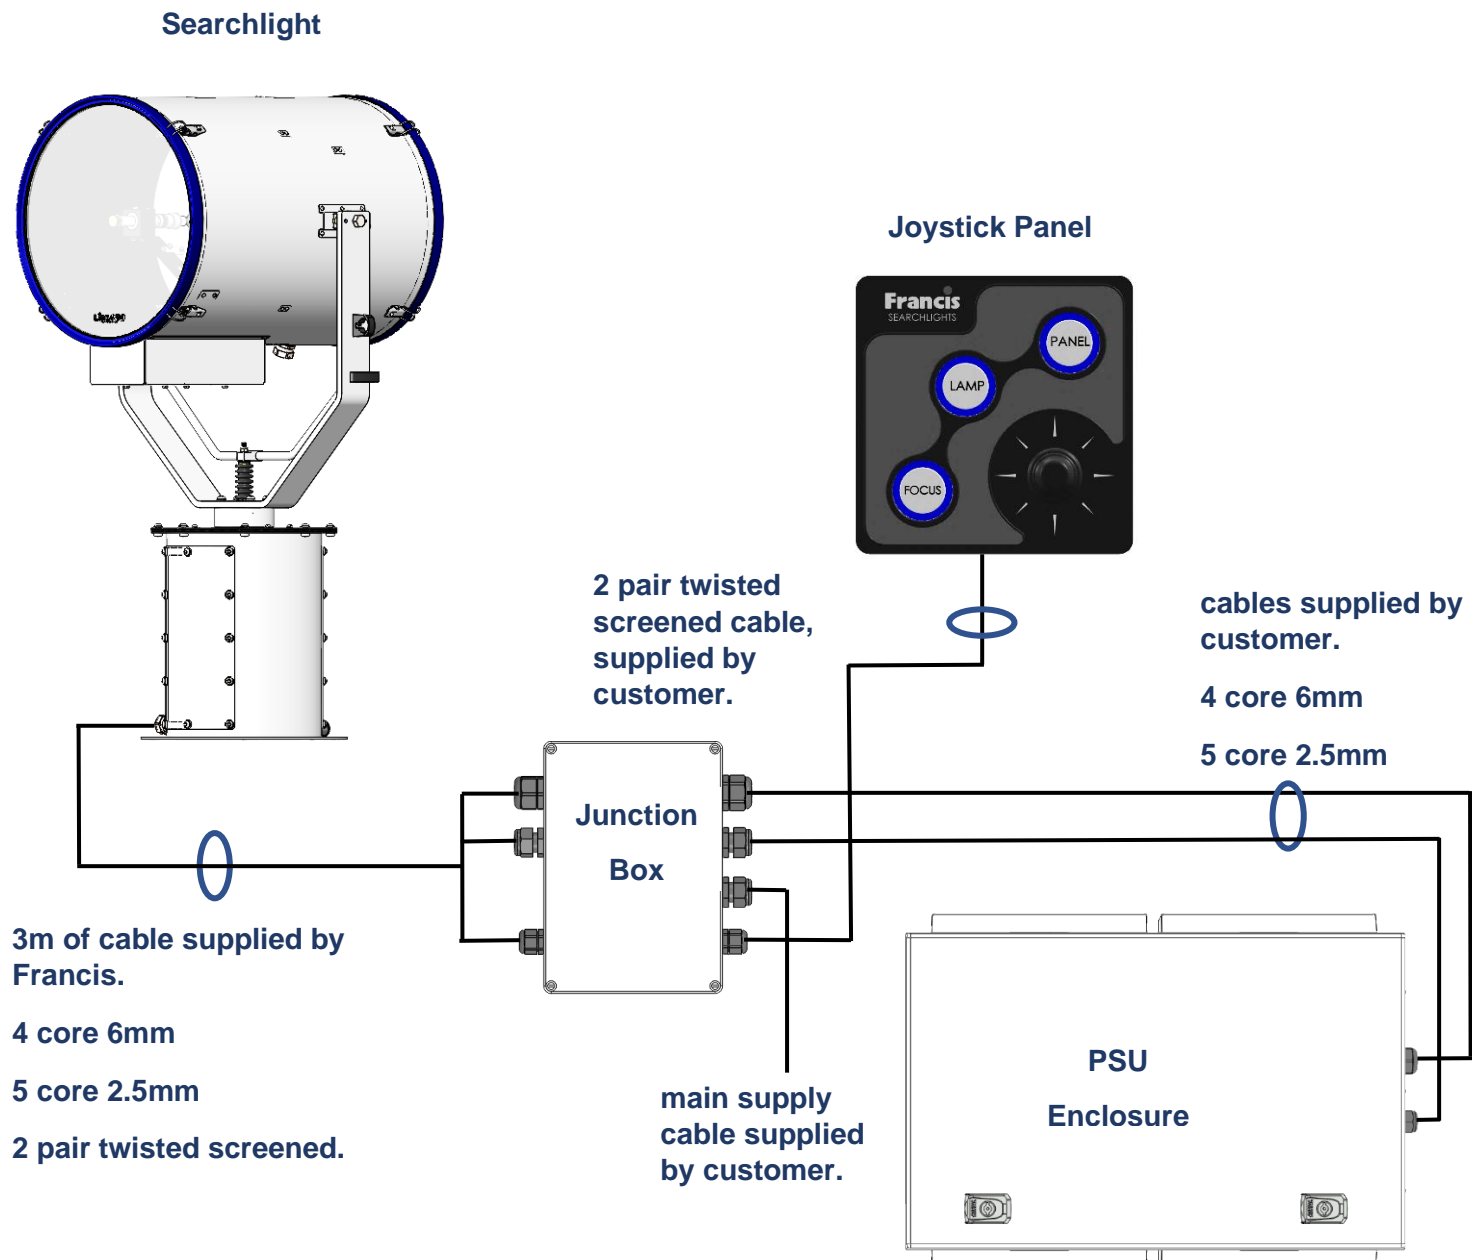 Searchlight
Joystick Panel
Francis
SEARCHLIGHTS
PANEL
LAMP
FOCUS
2 pair twisted
screened cable,
supplied by
customer.
cables supplied by
customer.
4 core 6mm
5 core 2.5mm
Junction
Box
3m of cable supplied by
Francis.
4 core 6mm
5 core 2.5mm
2 pair twisted screened.
main supply
cable supplied
by customer.
PSU
Enclosure